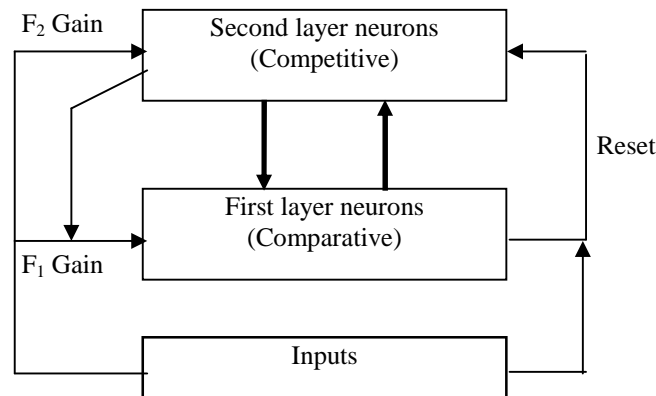 F₂ Gain
Second layer neurons
(Competitive)
Reset
First layer neurons
(Comparative)
F₁ Gain
Inputs